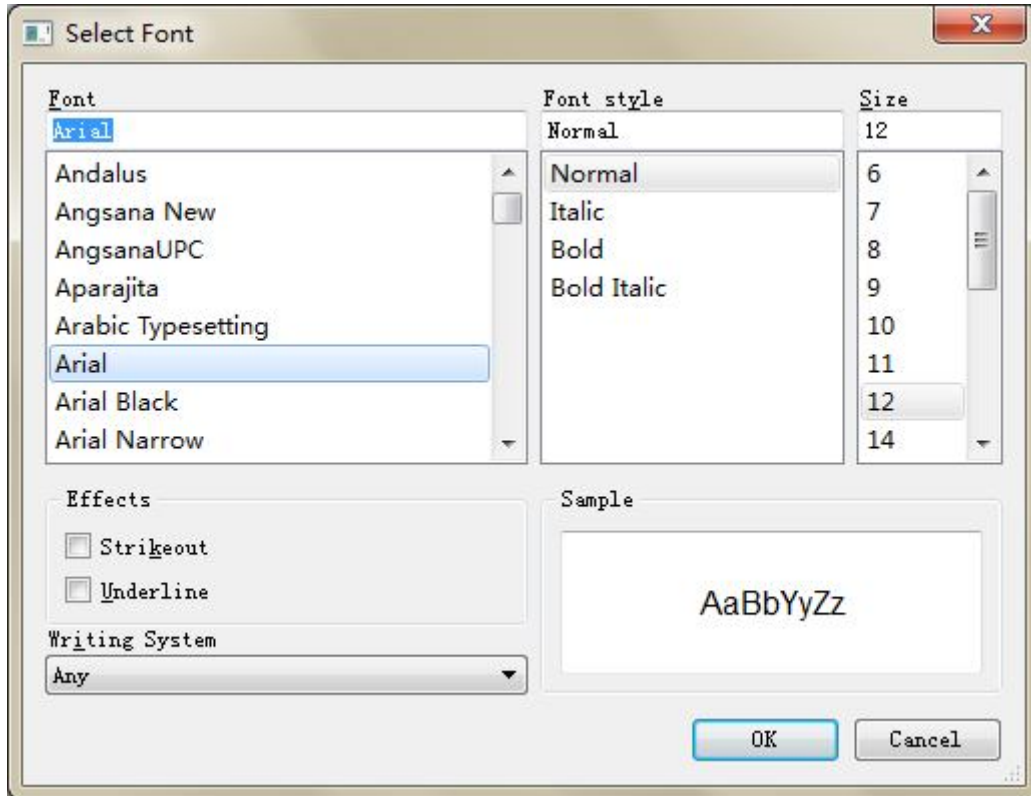 Select Font
Font
Font style
Size
Arial
Normal
12
Andalus
Angsana New
AngsanaUPC
Aparajita
Arabic Typesetting
Arial
Arial Black
Arial Narrow
Normal
Italic
Bold
Bold Italic
6
7
8
9
10
11
12
14
Effects
Strikeout
Underline
Writing System
Any
Sample
AaBbYyZz
OK
Cancel